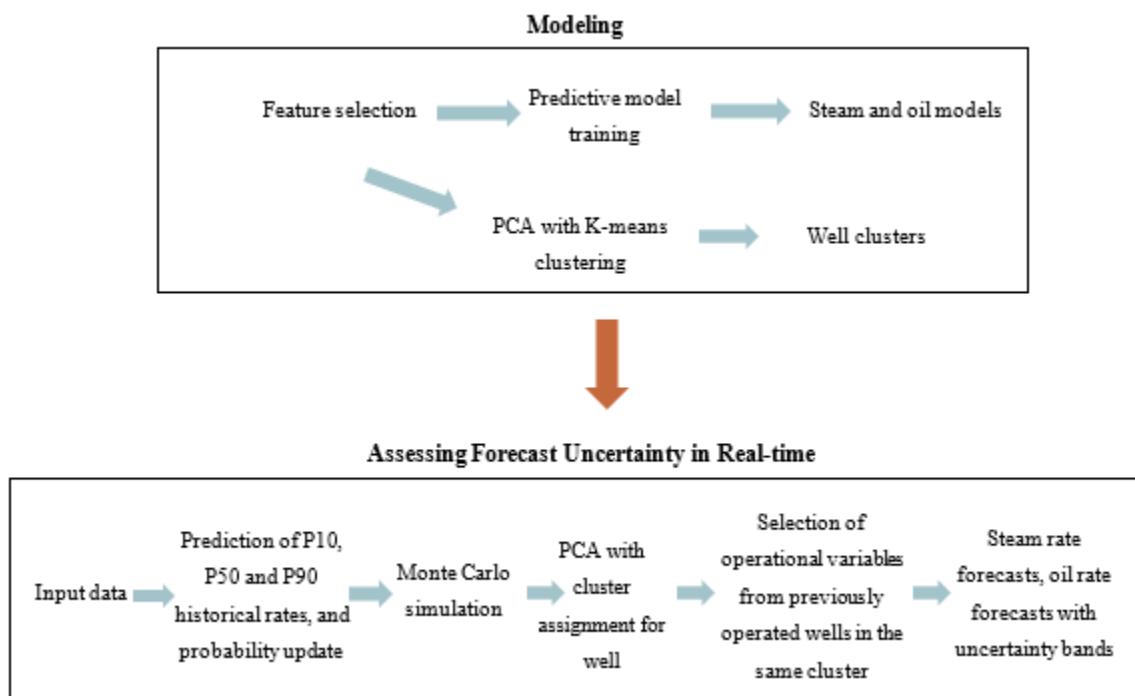 Modeling
Feature selection
Predictive model
training
Steam and oil models
PCA with K-means
clustering
Well clusters
Assessing Forecast Uncertainty in Real-time
Input data
Prediction of P10,
P50 and P90
historical rates, and
probability update
Monte Carlo
simulation
PCA with
cluster
assignment for
well
Selection of
operational variables
from previously
operated wells in the
same cluster
Steam rate
forecasts, oil rate
forecasts with
uncertainty bands